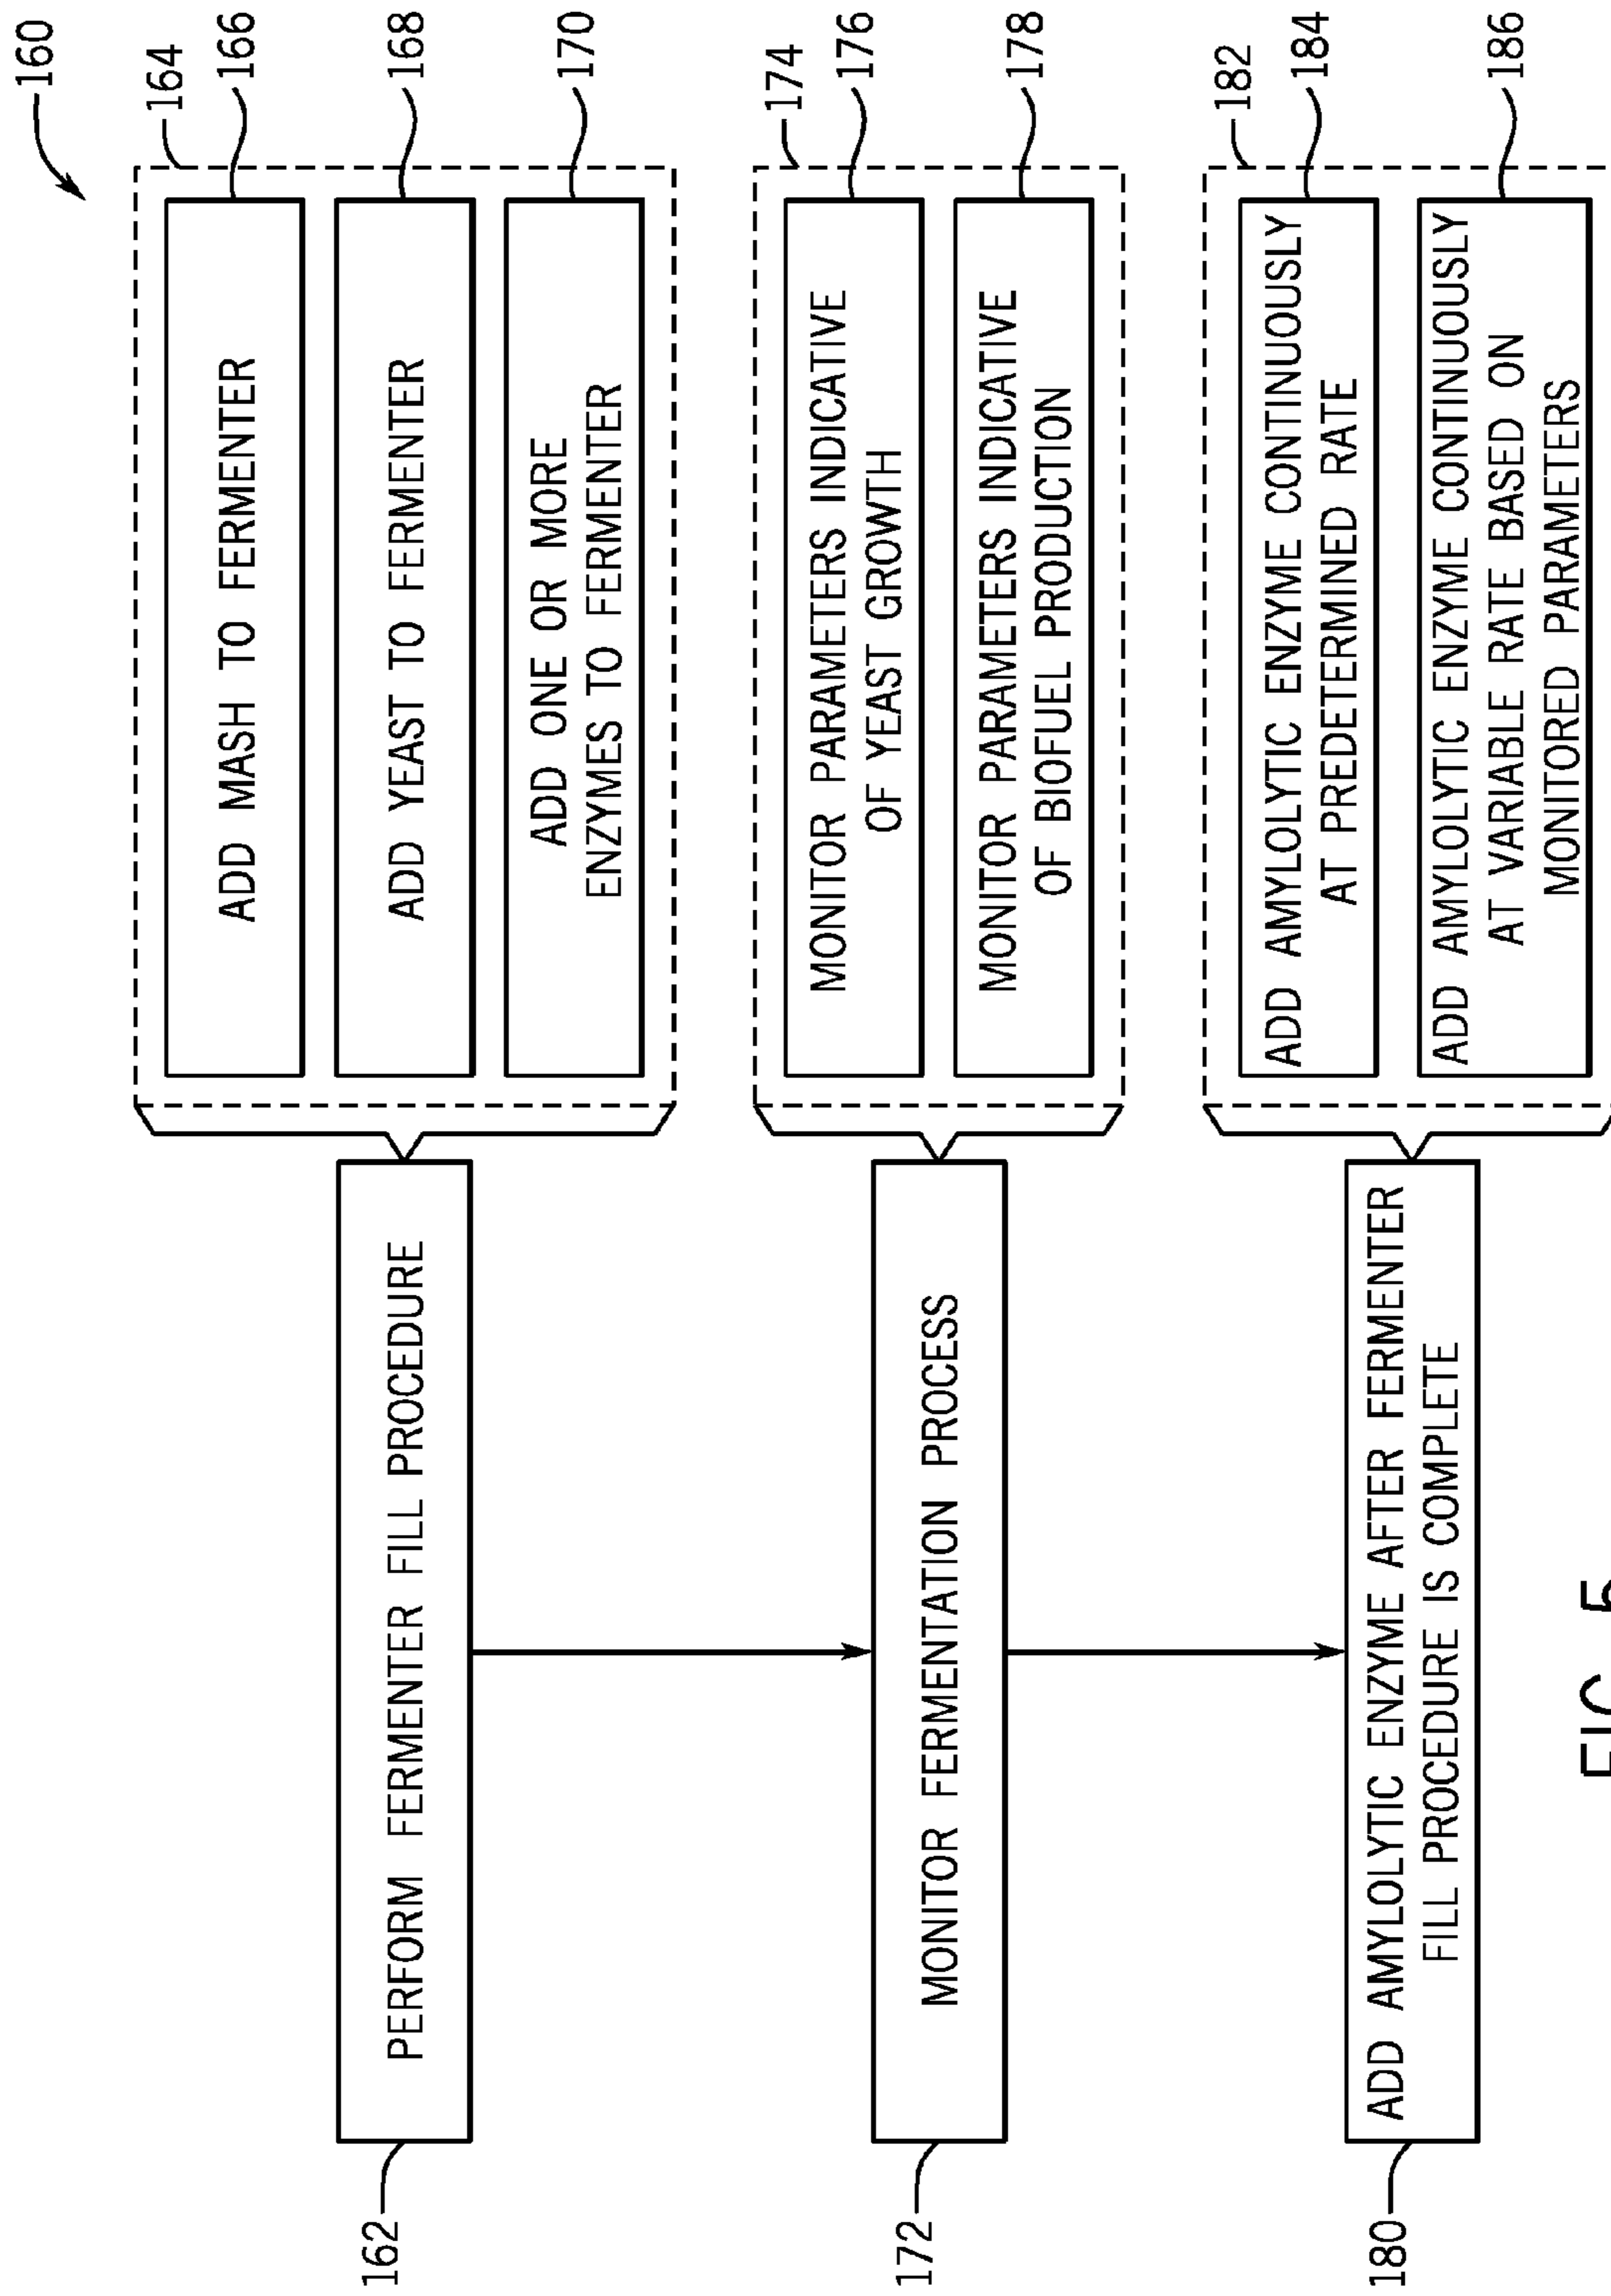 160
162
PERFORM FERMENTER FILL PROCEDURE
164
ADD MASH TO FERMENTER
166
ADD YEAST TO FERMENTER
168
ADD ONE OR MORE
ENZYMES TO FERMENTER
170
172
MONITOR FERMENTATION PROCESS
174
MONITOR PARAMETERS INDICATIVE
OF YEAST GROWTH
176
MONITOR PARAMETERS INDICATIVE
OF BIOFUEL PRODUCTION
178
180
ADD AMYLOLYTIC ENZYME AFTER FERMENTER
FILL PROCEDURE IS COMPLETE
182
ADD AMYLOLYTIC ENZYME CONTINUOUSLY
AT PREDETERMINED RATE
184
ADD AMYLOLYTIC ENZYME CONTINUOUSLY
AT VARIABLE RATE BASED ON
MONITORED PARAMETERS
186